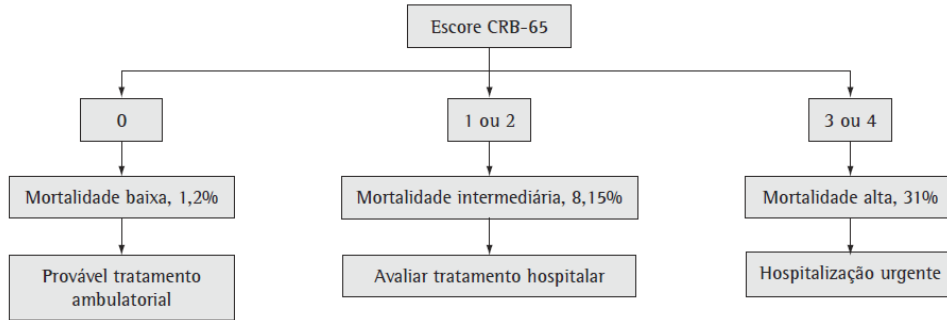 Escore CRB-65
0
1 ou 2
3 ou 4
Mortalidade baixa, 1,2%
Mortalidade intermediária, 8,15%
Mortalidade alta, 31%
Provável tratamento
ambulatorial
Avaliar tratamento hospitalar
Hospitalização urgente